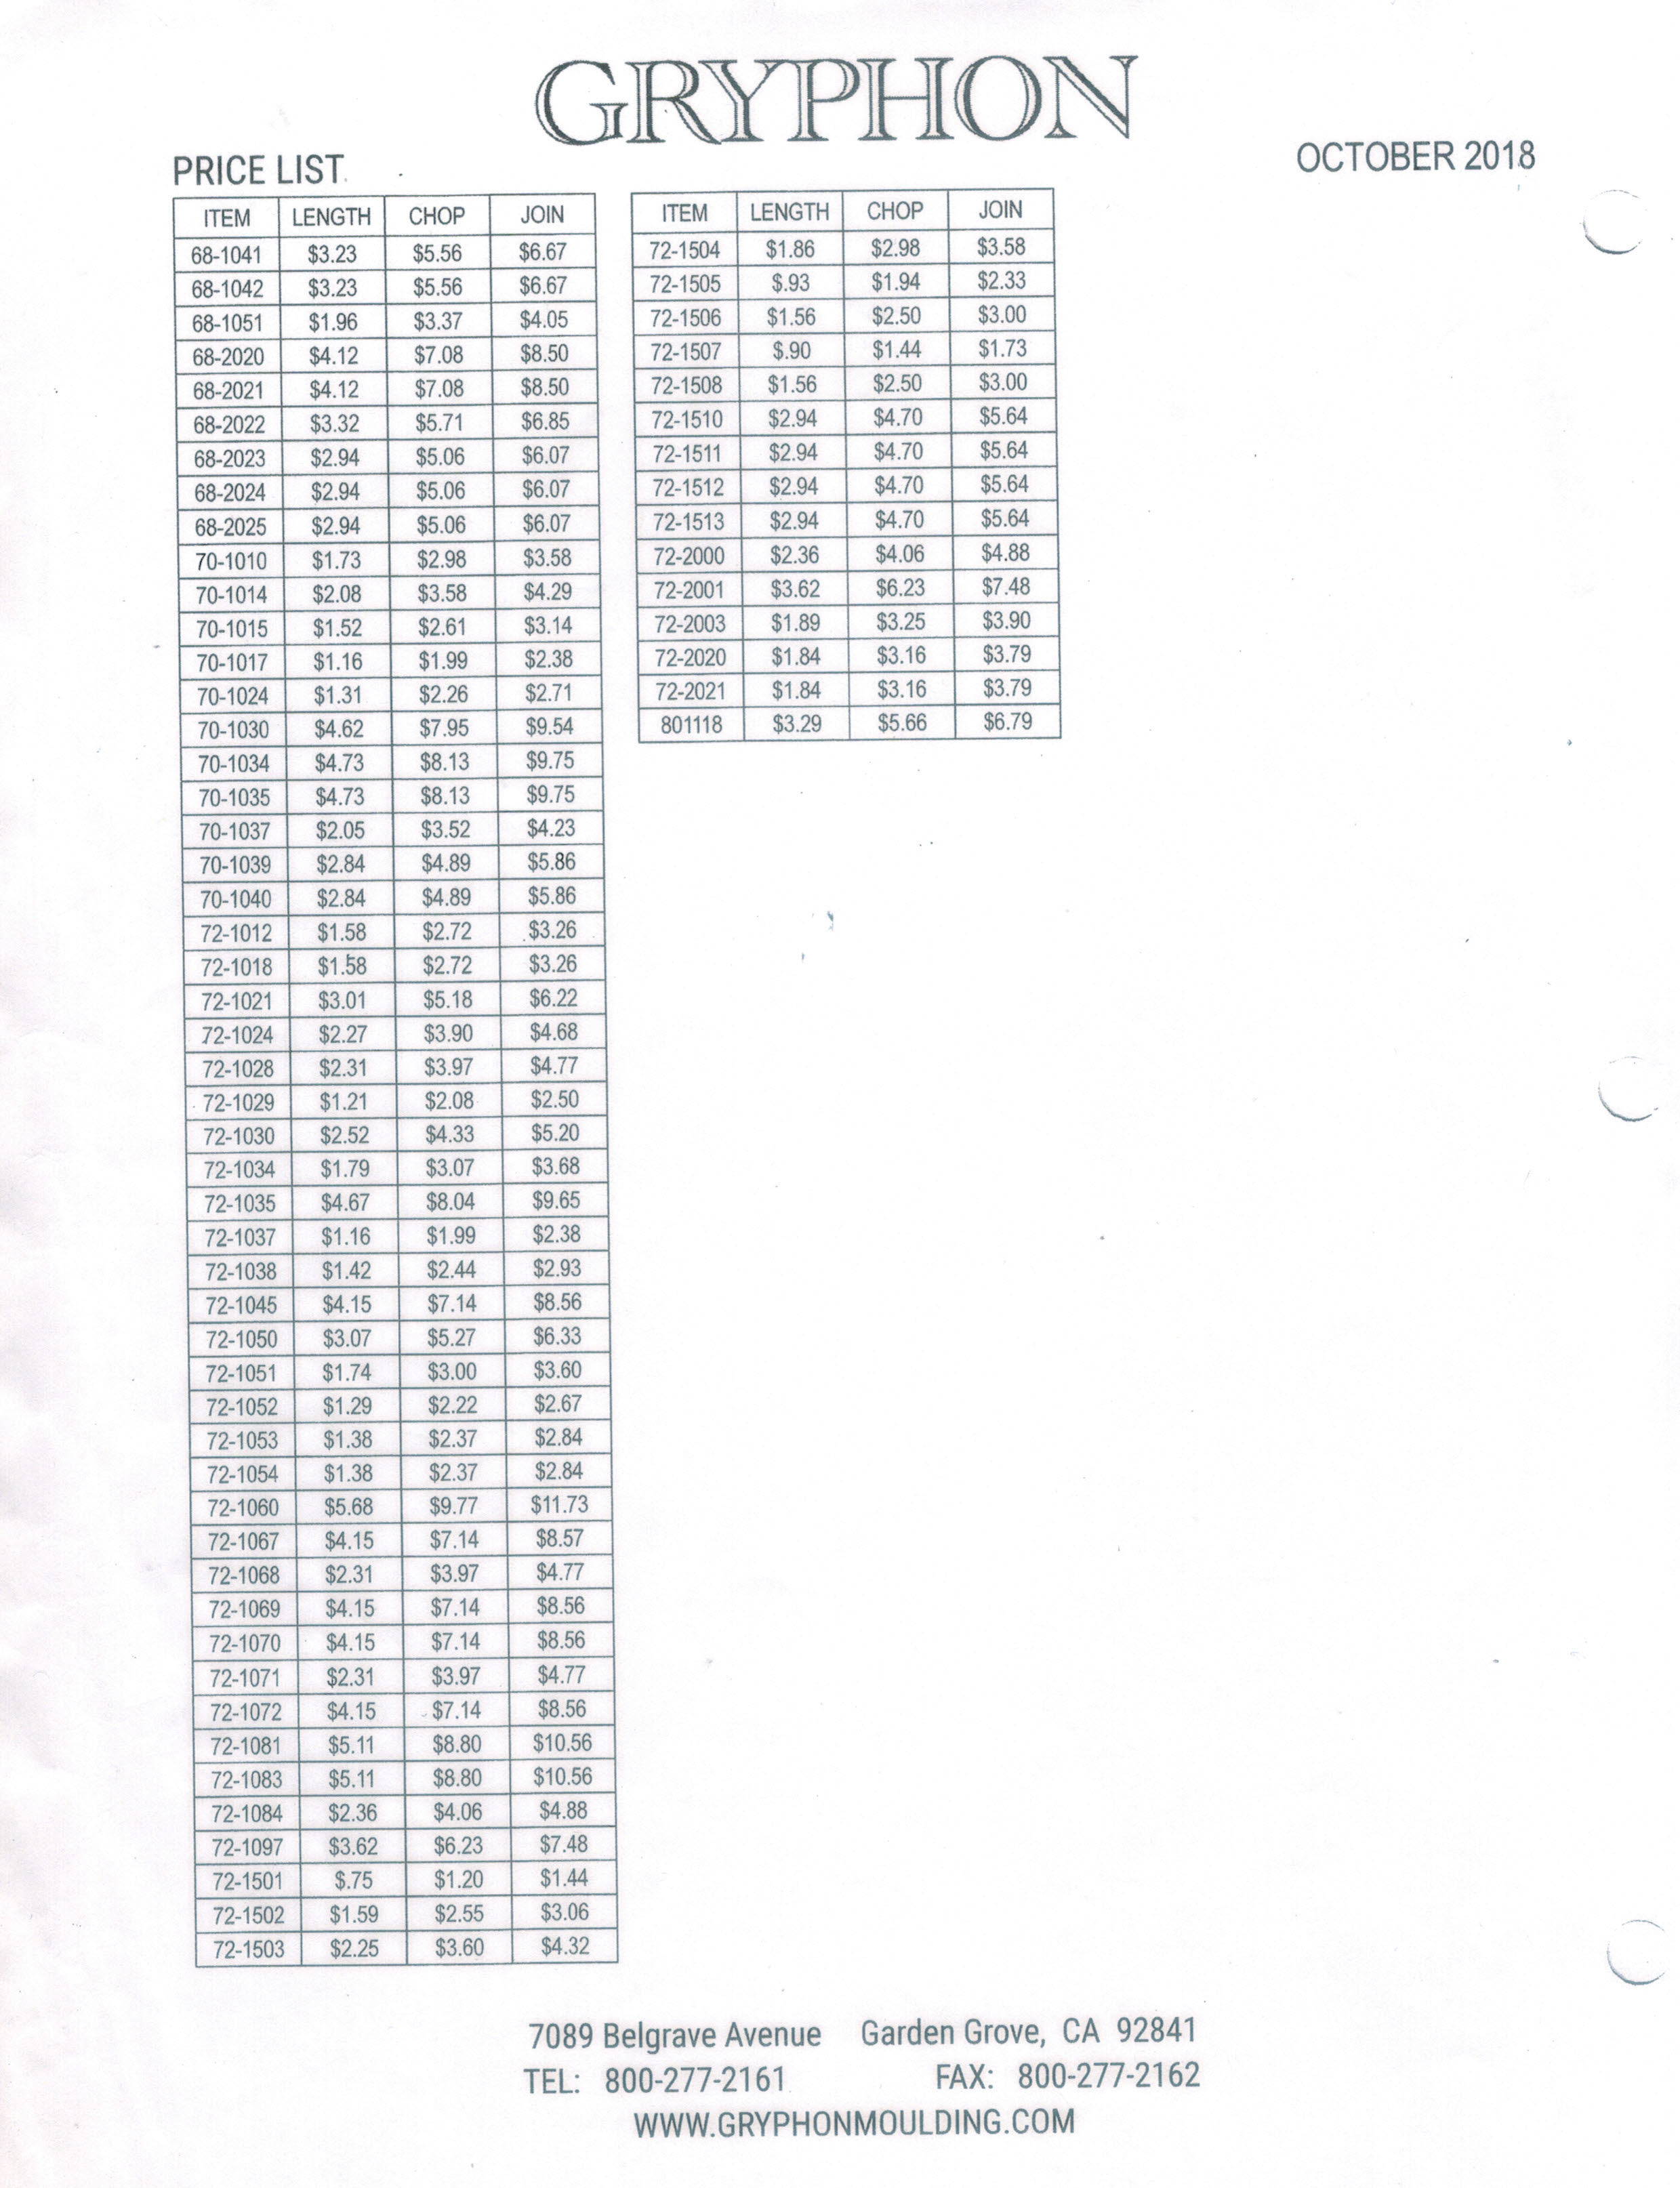 GRYPHON
PRICE LIST
OCTOBER 2018
ITEM LENGTH CHOP JOIN
68-1041 $3.23 $5.56 $6.67
68-1042 $3.23 $5.56 $6.67
68-1051 $1.96 $3.37 $4.05
68-2020 $4.12 $7.08 $8.50
68-2021 $4.12 $7.08 $8.50
68-2022 $3.32 $5.71 $6.85
68-2023 $2.94 $5.06 $6.07
68-2024 $2.94 $5.06 $6.07
68-2025 $2.94 $5.06 $6.07
70-1010 $1.73 $2.98 $3.58
70-1014 $2.08 $3.58 $4.29
70-1015 $1.52 $2.61 $3.14
70-1017 $1.16 $1.99 $2.38
70-1024 $1.31 $2.26 $2.71
70-1030 $4.62 $7.95 $9.54
70-1034 $4.73 $8.13 $9.75
70-1035 $4.73 $8.13 $9.75
70-1037 $2.05 $3.52 $4.23
70-1039 $2.84 $4.89 $5.86
70-1040 $2.84 $4.89 $5.86
72-1012 $1.58 $2.72 $3.26
72-1018 $1.58 $2.72 $3.26
72-1021 $3.01 $5.18 $6.22
72-1024 $2.27 $3.90 $4.68
72-1028 $2.31 $3.97 $4.77
72-1029 $1.21 $2.08 $2.50
72-1030 $2.52 $4.33 $5.20
72-1034 $1.79 $3.07 $3.68
72-1035 $4.67 $8.04 $9.65
72-1037 $1.16 $1.99 $2.38
72-1038 $1.42 $2.44 $2.93
72-1045 $4.15 $7.14 $8.56
72-1050 $3.07 $5.27 $6.33
72-1051 $1.74 $3.00 $3.60
72-1052 $1.29 $2.22 $2.67
72-1053 $1.38 $2.37 $2.84
72-1054 $1.38 $2.37 $2.84
72-1060 $5.68 $9.77 $11.73
72-1067 $4.15 $7.14 $8.57
72-1068 $2.31 $3.97 $4.77
72-1069 $4.15 $7.14 $8.56
72-1070 $4.15 $7.14 $8.56
72-1071 $2.31 $3.97 $4.77
72-1072 $4.15 $7.14 $8.56
72-1081 $5.11 $8.80 $10.56
72-1083 $5.11 $8.80 $10.56
72-1084 $2.36 $4.06 $4.88
72-1097 $3.62 $6.23 $7.48
72-1501 $.75 $1.20 $1.44
72-1502 $1.59 $2.55 $3.06
72-1503 $2.25 $3.60 $4.32
ITEM LENGTH CHOP JOIN
72-1504 $1.86 $2.98 $3.58
72-1505 $.93 $1.94 $2.33
72-1506 $1.56 $2.50 $3.00
72-1507 $.90 $1.44 $1.73
72-1508 $1.56 $2.50 $3.00
72-1510 $2.94 $4.70 $5.64
72-1511 $2.94 $4.70 $5.64
72-1512 $2.94 $4.70 $5.64
72-1513 $2.94 $4.70 $5.64
72-2000 $2.36 $4.06 $4.88
72-2001 $3.62 $6.23 $7.48
72-2003 $1.89 $3.25 $3.90
72-2020 $1.84 $3.16 $3.79
72-2021 $1.84 $3.16 $3.79
801118 $3.29 $5.66 $6.79
7089 Belgrave Avenue Garden Grove, CA 92841
TEL: 800-277-2161 FAX: 800-277-2162
WWW.GRYPHONMOULDING.COM